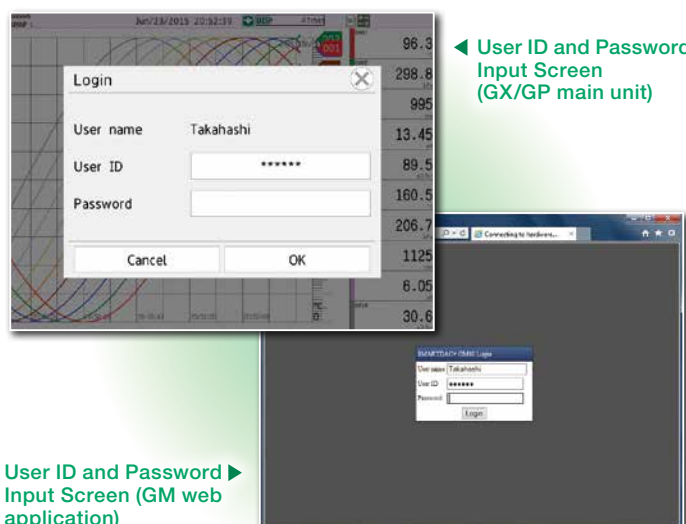 Jun/23/2015 20:52:39 DISP
001
96.3
298.8
995
13.45
89.5
160.5
206.7
1125
6.05
30.6
Login
User name Takahashi
User ID ******
Password
Cancel OK
◀ User ID and Password
Input Screen
(GX/GP main unit)
Connecting to hardware...
Login
User name Takahashi
User ID ●●●●●●
Password
Login
User ID and Password ▶
Input Screen (GM web
application)